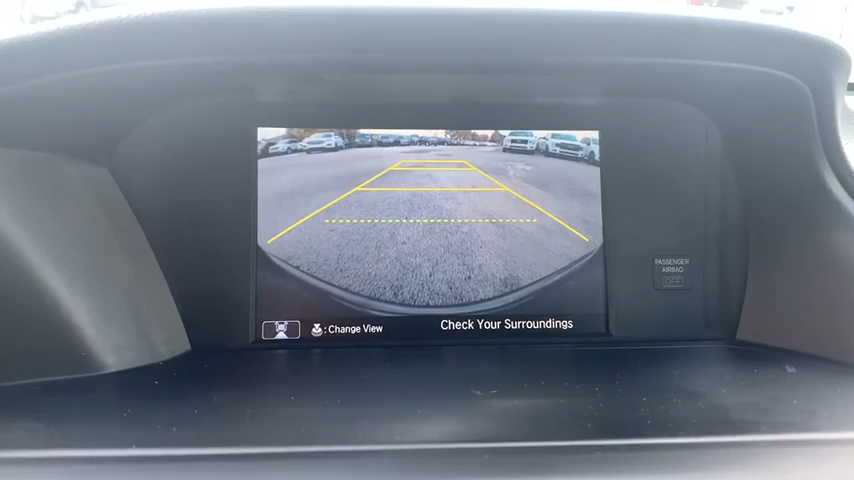 PASSENGER
AIRBAG
OFF
: Change View
Check Your Surroundings